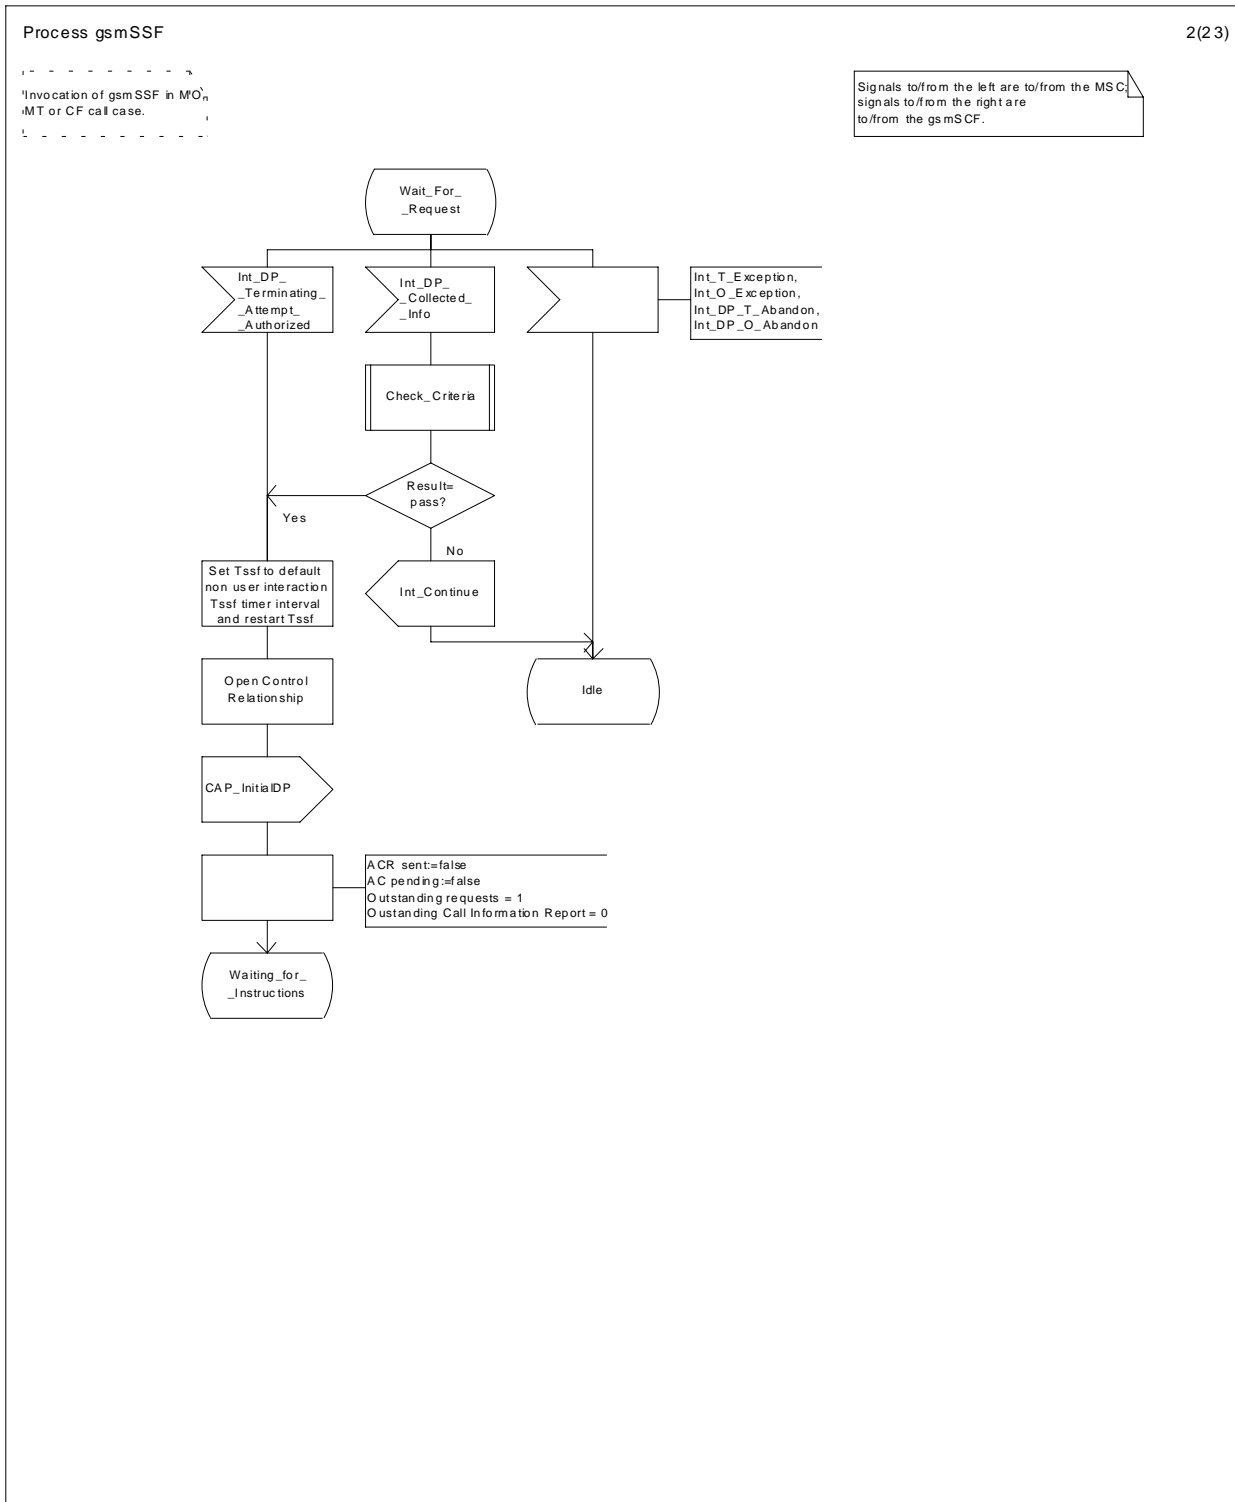 Process gsmSSF
2(23)
Invocation of gsmSSF in MO,
MT or CF call case.
Signals to/from the left are to/from the MSC;
signals to/from the right are
to/from the gsmSCF.
Wait_For_
_Request
Int_DP_
_Terminating_
_Attempt_
_Authorized
Int_DP_
_Collected_
_Info
Int_T_Exception,
Int_O_Exception,
Int_DP_T_Abandon,
Int_DP_O_Abandon
Check_Criteria
Result=
pass?
Yes
No
Set Tssf to default
non user interaction
Tssf timer interval
and restart Tssf
Int_Continue
Open Control
Relationship
Idle
CAP_InitialDP
ACR sent:=false
AC pending:=false
Outstanding requests = 1
Oustanding Call Information Report = 0
Waiting_for_
_Instructions